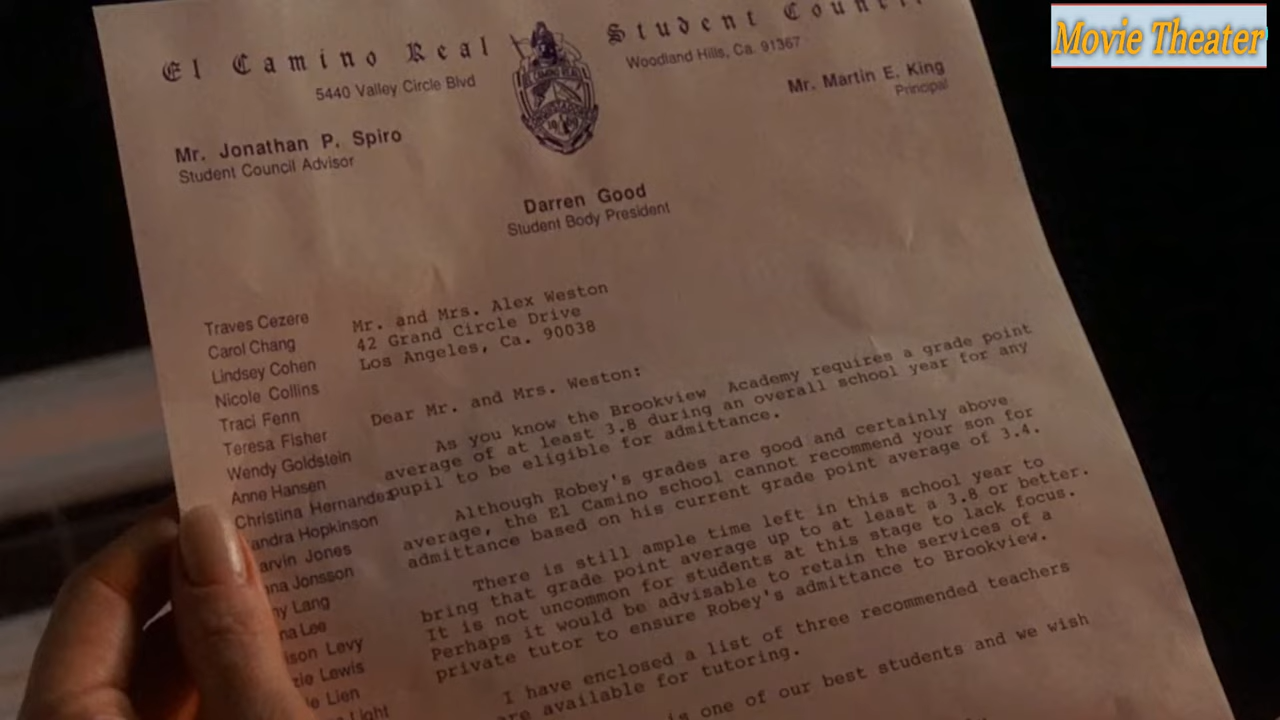 Movie Theater
El Camino Real
Student Counci
5440 Valley Circle Blvd
Woodland Hills, Ca. 91367
Mr. Martin E. King
Principal
Mr. Jonathan P. Spiro
Student Council Advisor
Darren Good
Student Body President
Traves Cezere
Carol Chang
Lindsey Cohen
Nicole Collins
Traci Fenn
Teresa Fisher
Wendy Goldstein
Anne Hansen
Christina Hernandez
andra Hopkinson
arvin Jones
na Jonsson
y Lang
na Lee
ison Levy
zie Lewis
e Lien
Light
Mr. and Mrs. Alex Weston
42 Grand Circle Drive
Los Angeles, Ca. 90038
Dear Mr. and Mrs. Weston:
As you know the Brookview Academy requires a grade point
average of at least 3.8 during an overall school year for any
pupil to be eligible for admittance.
Although Robey's grades are good and certainly above
average, the El Camino school cannot recommend your son for
admittance based on his current grade point average of 3.4.
There is still ample time left in this school year to
bring that grade point average up to at least a 3.8 or better.
It is not uncommon for students at this stage to lack focus.
Perhaps it would be advisable to retain the services of a
private tutor to ensure Robey's admittance to Brookview.
I have enclosed a list of three recommended teachers
are available for tutoring.
is one of our best students and we wish